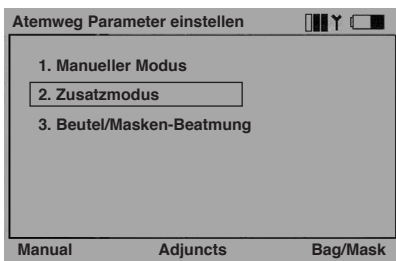 Atemweg Parameter einstellen
1. Manueller Modus
2. Zusatzmodus
3. Beutel/Masken-Beatmung
Manual Adjuncts Bag/Mask